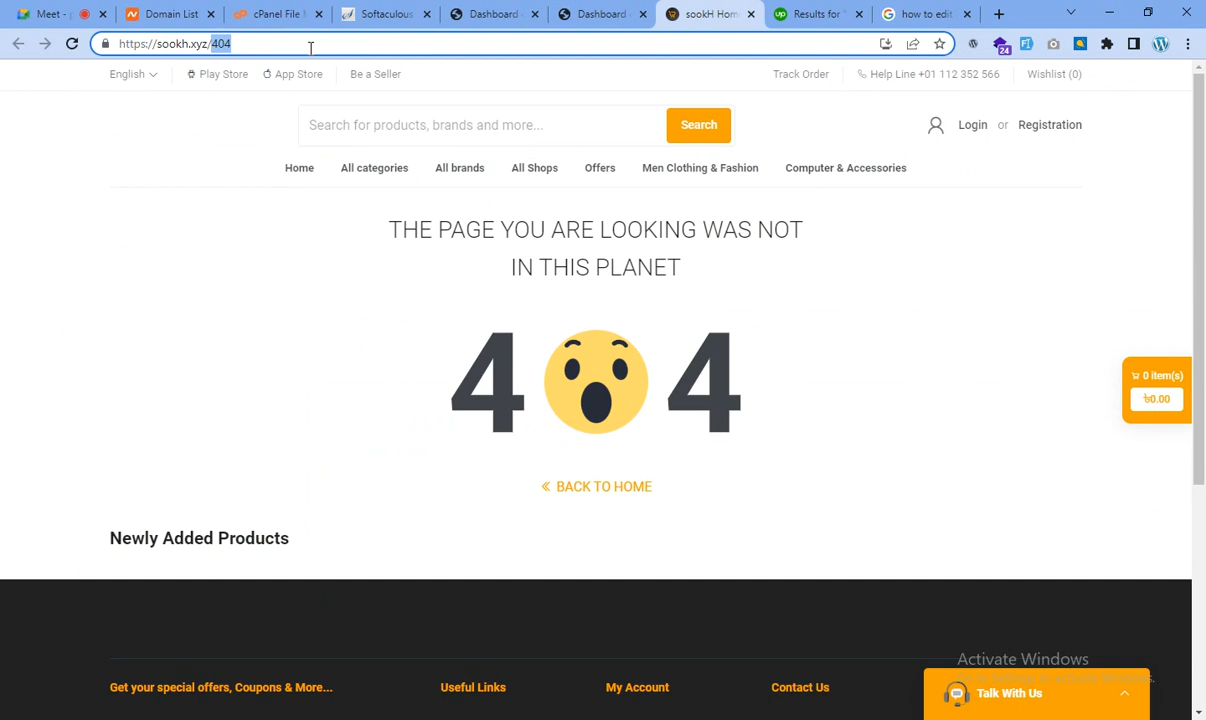 Meet - p
Domain List
cPanel File M
Softaculous
Dashboard
Dashboard
sookH Hom
Results for "
how to edit
https://sookh.xyz/404
24
English
Play Store
App Store
Be a Seller
Track Order
Help Line +01 112 352 566
Wishlist (0)
Search for products, brands and more...
Search
Login or Registration
Home
All categories
All brands
All Shops
Offers
Men Clothing & Fashion
Computer & Accessories
THE PAGE YOU ARE LOOKING WAS NOT
IN THIS PLANET
4 4
0 item(s)
৳0.00
« BACK TO HOME
Newly Added Products
Activate Windows
Get your special offers, Coupons & More...
Useful Links
My Account
Contact Us
Talk With Us